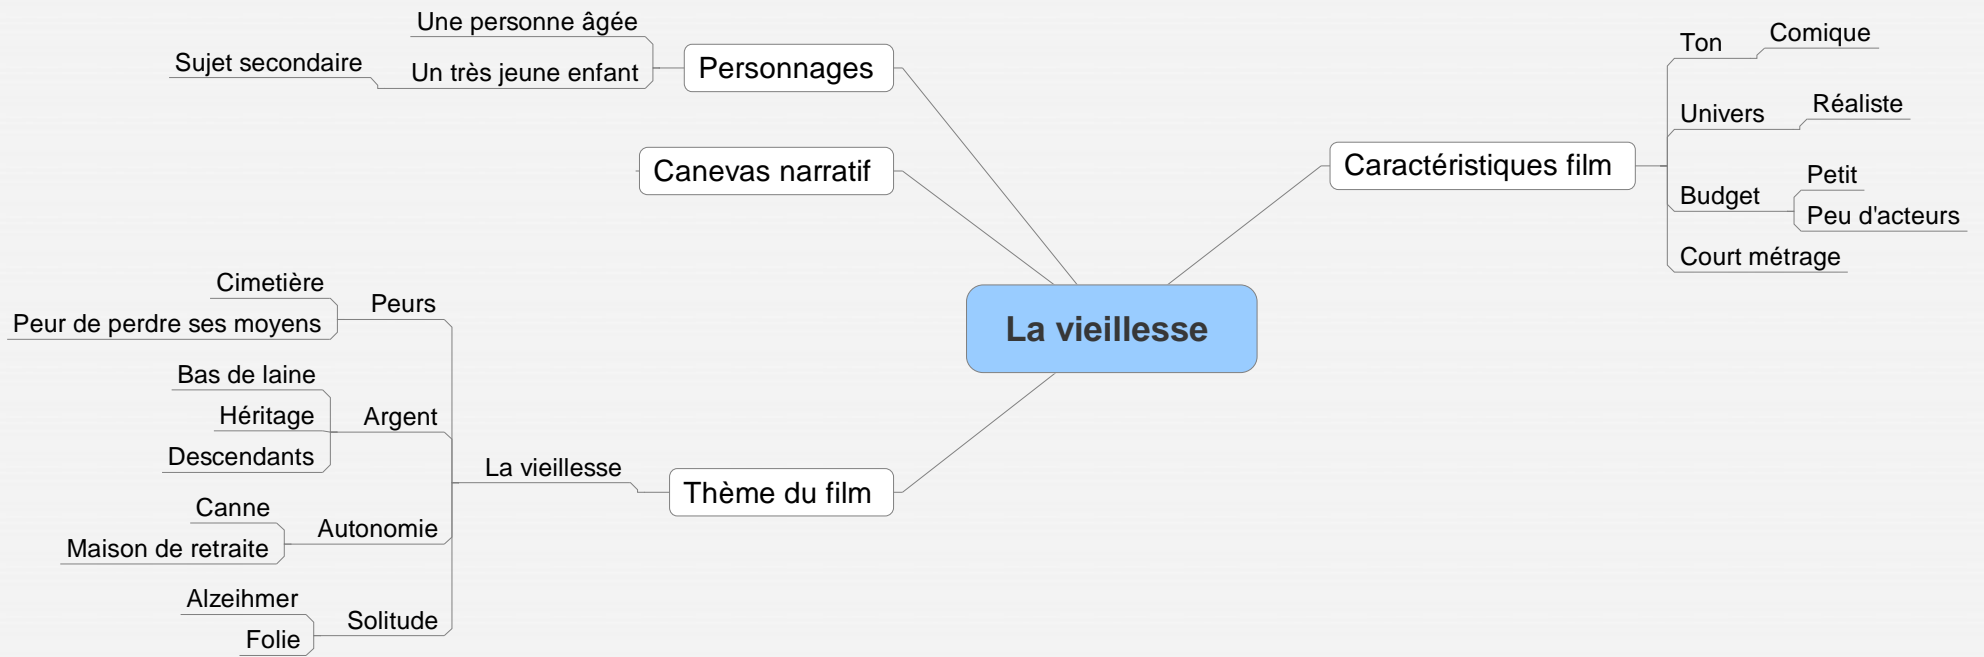 La vieillesse
Personnages
Une personne âgée
Un très jeune enfant
Sujet secondaire
Canevas narratif
Thème du film
La vieillesse
Peurs
Cimetière
Peur de perdre ses moyens
Argent
Bas de laine
Héritage
Descendants
Autonomie
Canne
Maison de retraite
Solitude
Alzeihmer
Folie
Caractéristiques film
Ton
Comique
Univers
Réaliste
Budget
Petit
Peu d'acteurs
Court métrage